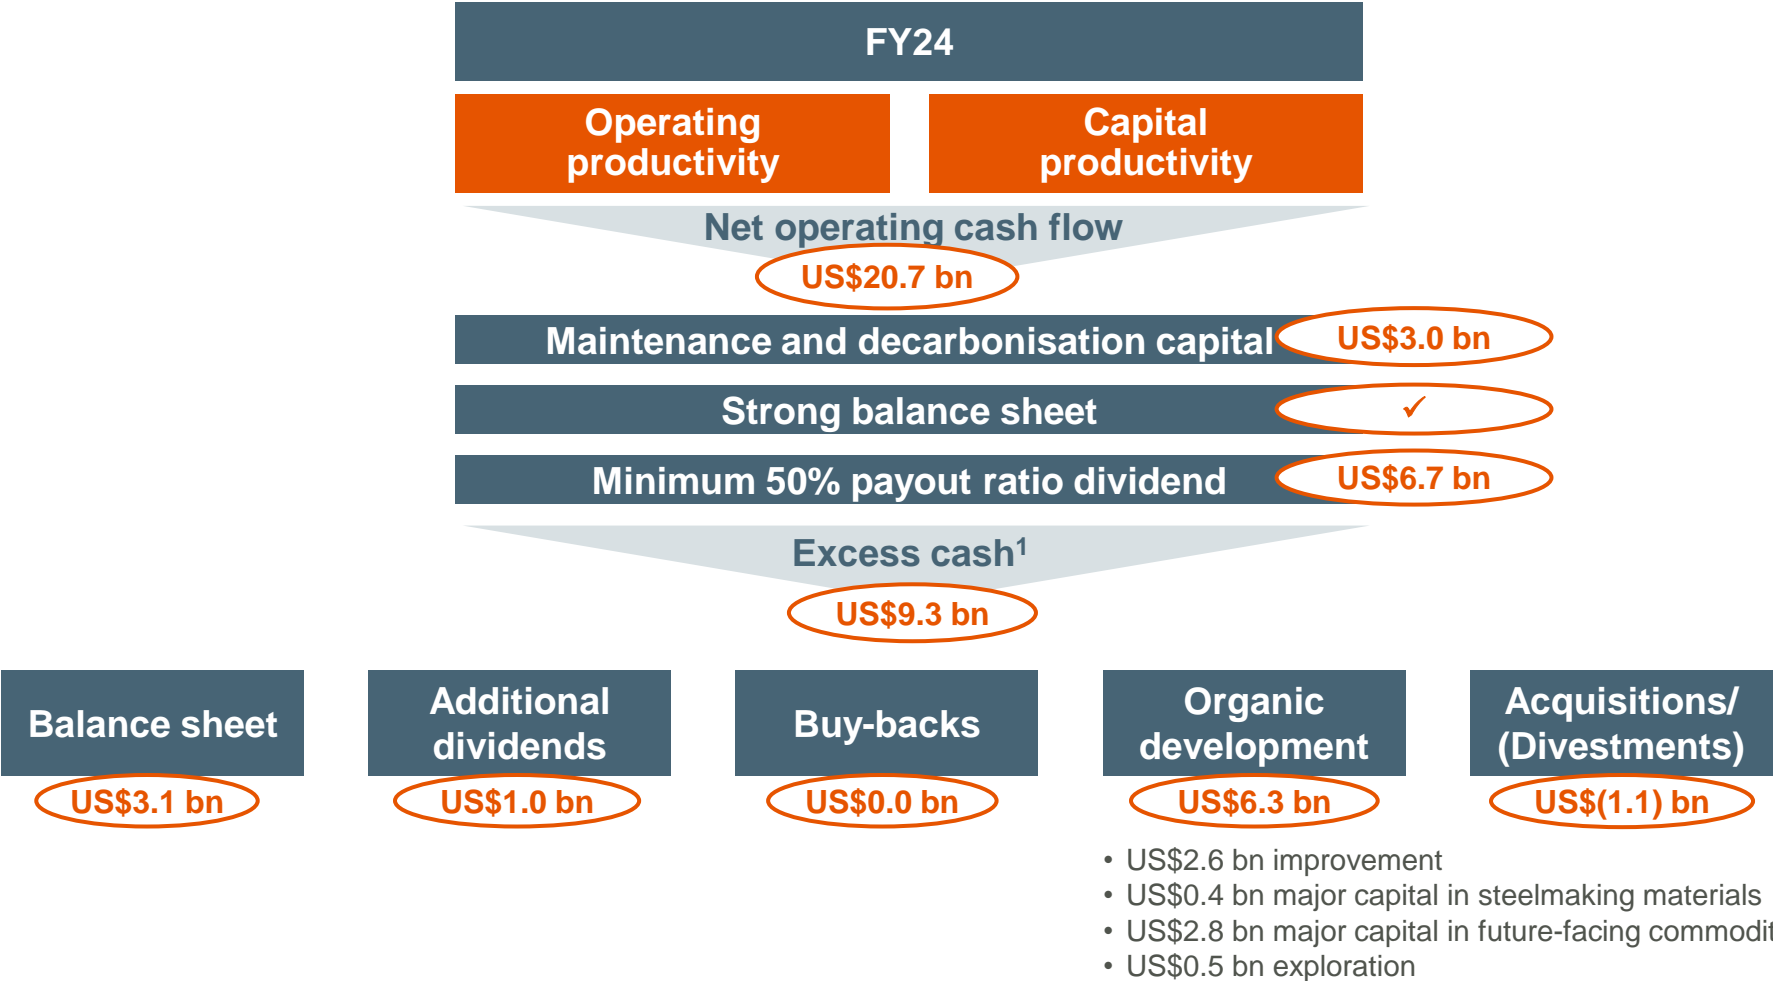 FY24
Operating
productivity
Capital
productivity
Net operating cash flow
US$20.7 bn
Maintenance and decarbonisation capital
US$3.0 bn
Strong balance sheet
✓
Minimum 50% payout ratio dividend
US$6.7 bn
Excess cash¹
US$9.3 bn
Balance sheet
US$3.1 bn
Additional
dividends
US$1.0 bn
Buy-backs
US$0.0 bn
Organic
development
US$6.3 bn
Acquisitions/
(Divestments)
US$(1.1) bn
• US$2.6 bn improvement
• US$0.4 bn major capital in steelmaking materials
• US$2.8 bn major capital in future-facing commodit
• US$0.5 bn exploration